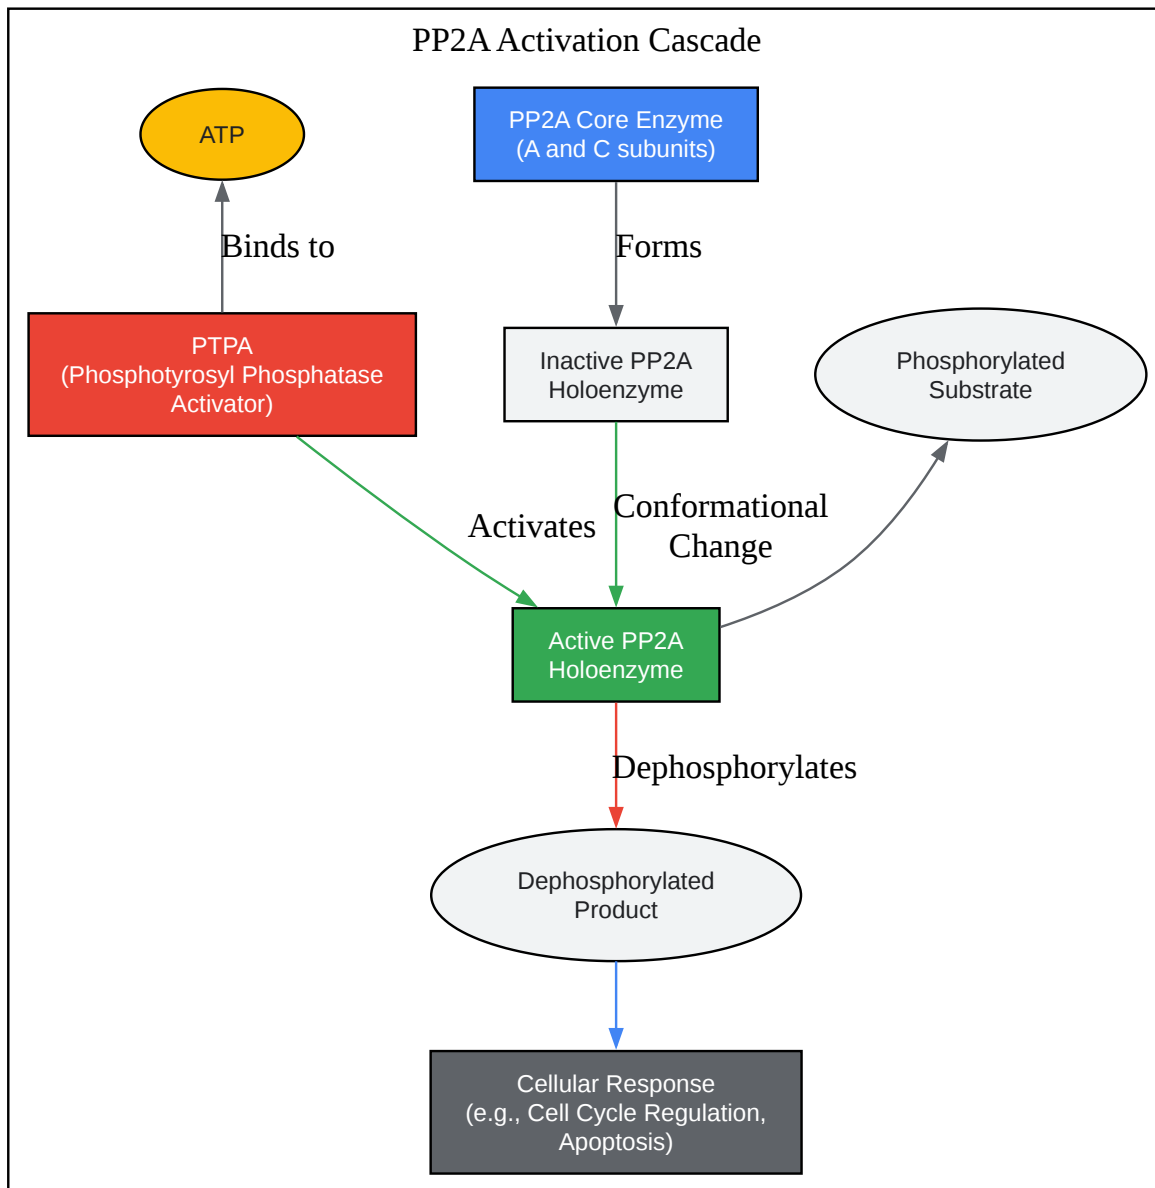 PP2A Activation Cascade
ATP
PP2A Core Enzyme
(A and C subunits)
Binds to
Forms
PTPA
(Phosphotyrosyl Phosphatase
Activator)
Inactive PP2A
Holoenzyme
Phosphorylated
Substrate
Activates
Conformational
Change
Active PP2A
Holoenzyme
Dephosphorylates
Dephosphorylated
Product
Cellular Response
(e.g., Cell Cycle Regulation,
Apoptosis)